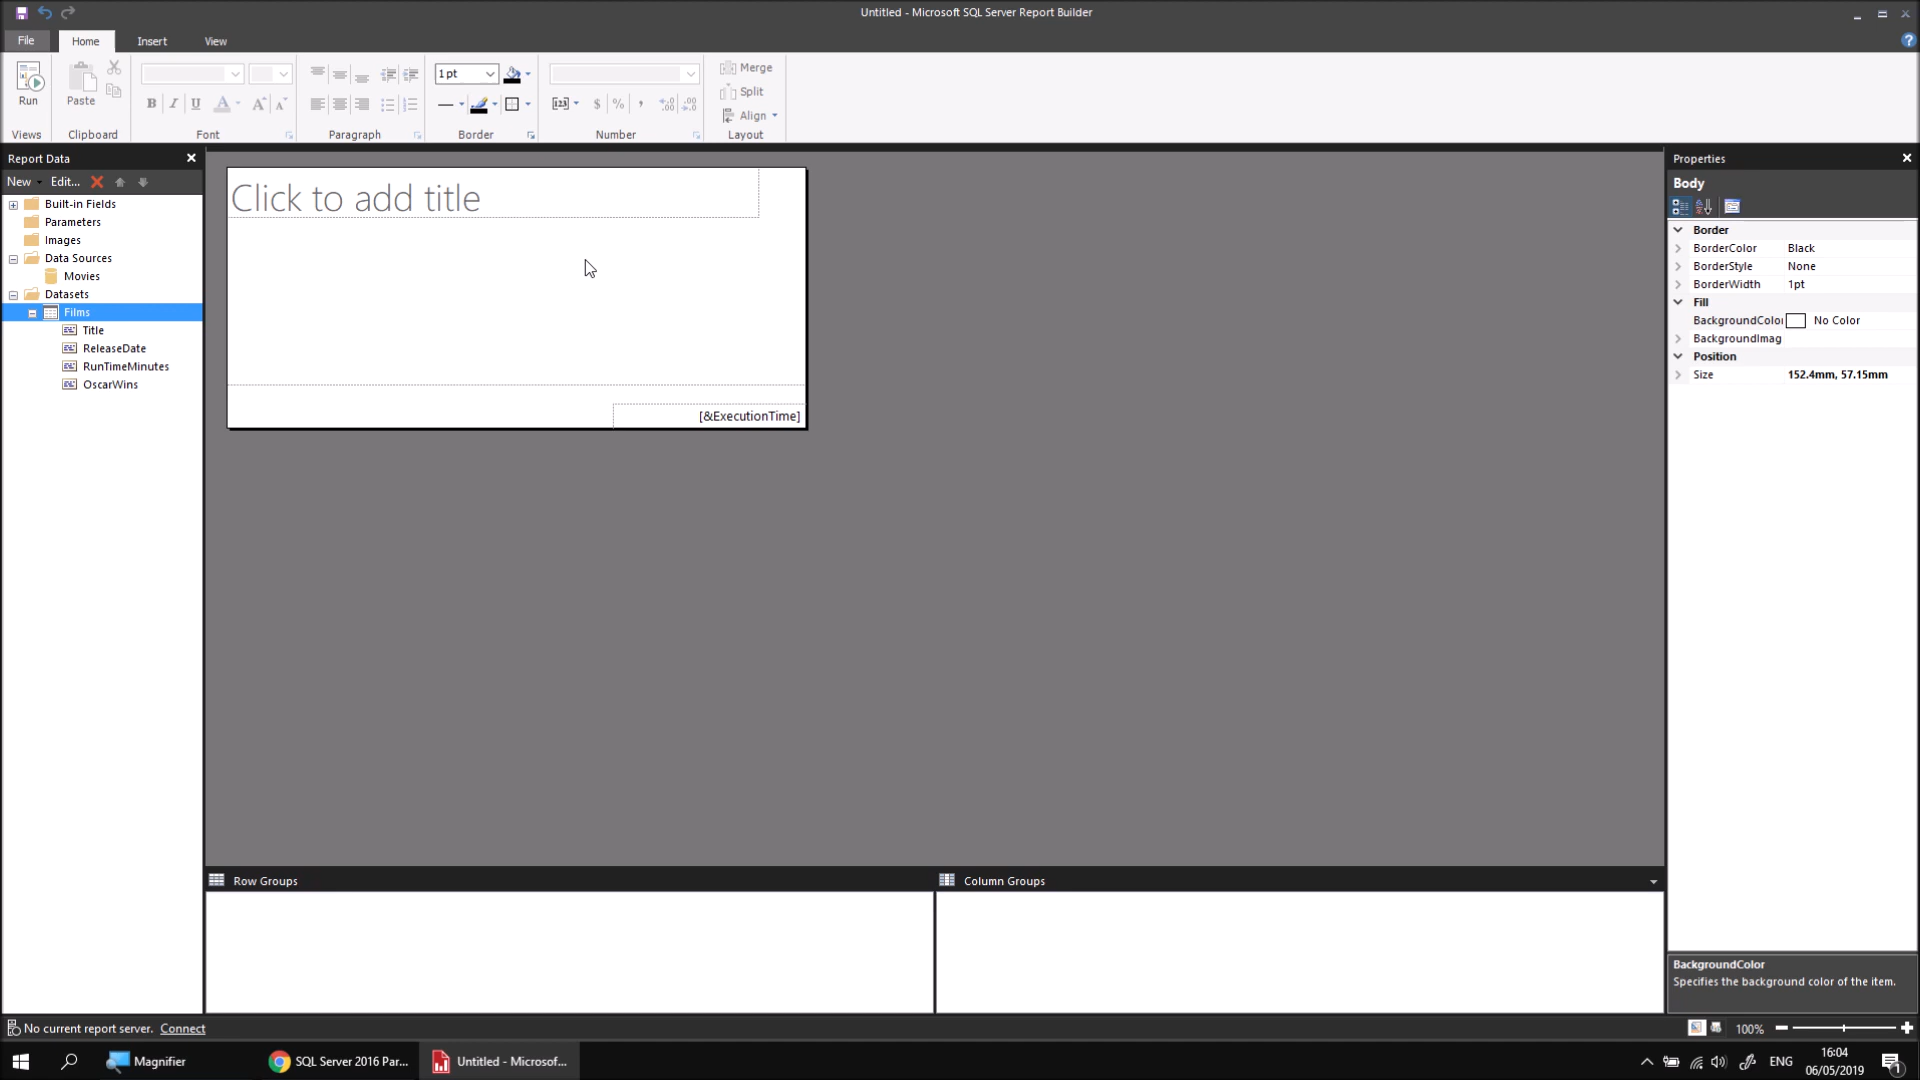 Untitled - Microsoft SQL Server Report Builder
File Home Insert View
Run
Paste
1pt
B I U A A A
$ % ,
Merge
Split
Align
Views Clipboard Font Paragraph Border Number Layout
Report Data
New Edit...
Built-in Fields
Parameters
Images
Data Sources
Movies
Datasets
Films
Title
ReleaseDate
RunTimeMinutes
OscarWins
Click to add title
[&ExecutionTime]
Row Groups
Column Groups
Properties
Body
Border
BorderColor Black
BorderStyle None
BorderWidth 1pt
Fill
BackgroundColo No Color
BackgroundImag
Position
Size 152.4mm, 57.15mm
BackgroundColor
Specifies the background color of the item.
No current report server. Connect
100%
Magnifier
SQL Server 2016 Par...
Untitled - Microsof...
ENG
16:04
06/05/2019
1